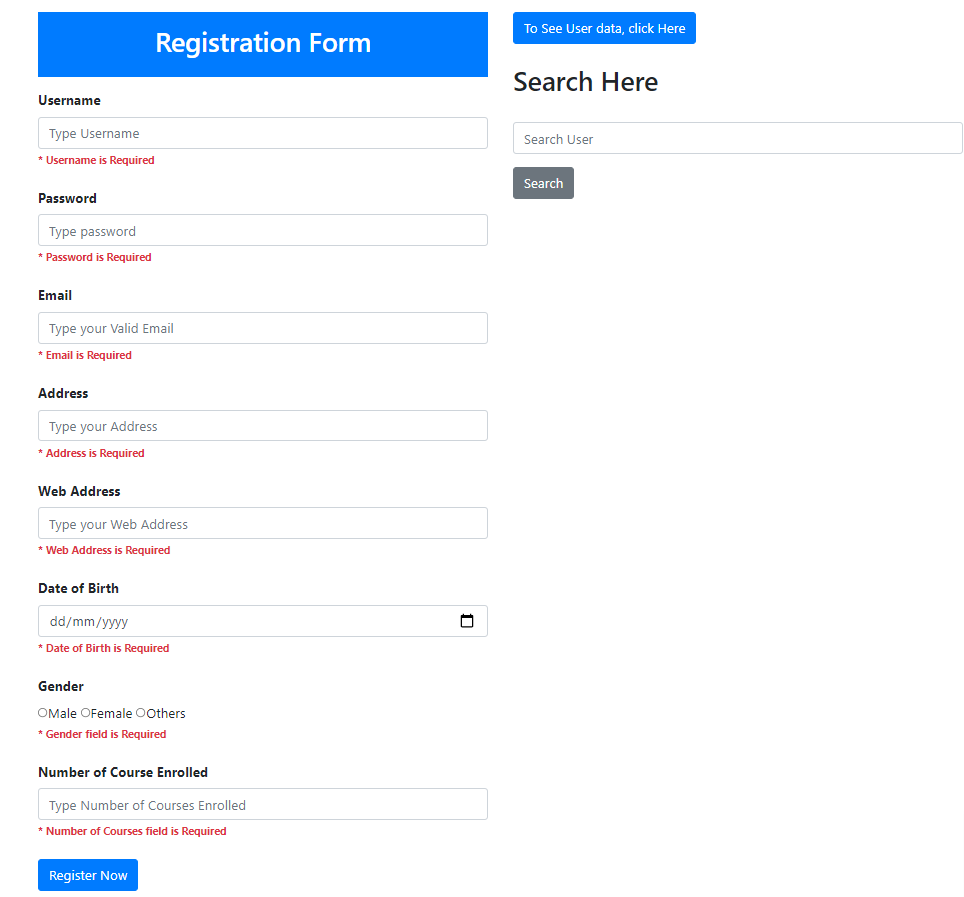 Registration Form
Username
Type Username
* Username is Required
Password
Type password
* Password is Required
Email
Type your Valid Email
* Email is Required
Address
Type your Address
* Address is Required
Web Address
Type your Web Address
* Web Address is Required
Date of Birth
dd/mm/yyyy
* Date of Birth is Required
Gender
Male Female Others
* Gender field is Required
Number of Course Enrolled
Type Number of Courses Enrolled
* Number of Courses field is Required
Register Now
To See User data, click Here
Search Here
Search User
Search